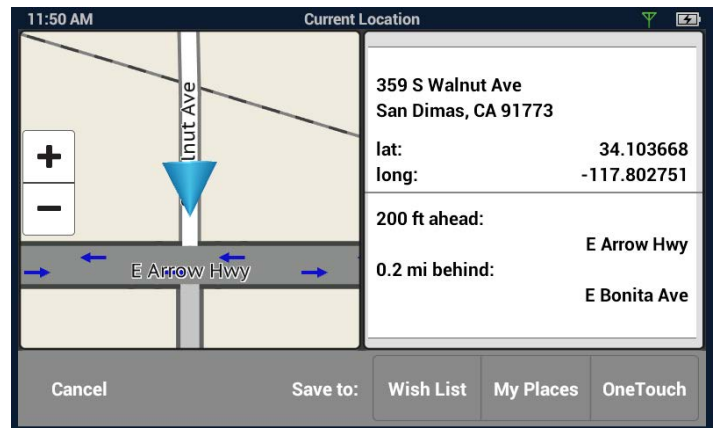 11:50 AM Current Location
lnut Ave
+
−
E Arrow Hwy
359 S Walnut Ave
San Dimas, CA 91773
lat: 34.103668
long: -117.802751
200 ft ahead:
E Arrow Hwy
0.2 mi behind:
E Bonita Ave
Cancel Save to: Wish List My Places OneTouch